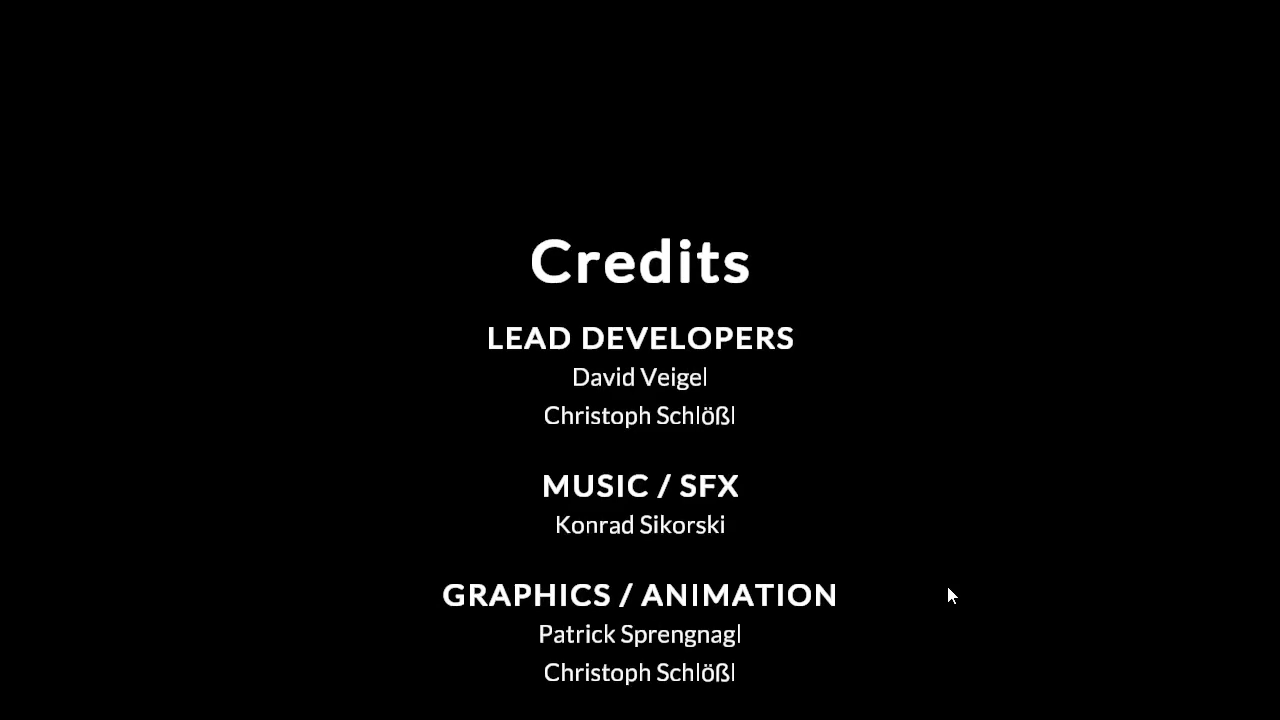 Credits
LEAD DEVELOPERS
David Veigel
Christoph Schlößl
MUSIC / SFX
Konrad Sikorski
GRAPHICS / ANIMATION
Patrick Sprengnagl
Christoph Schlößl